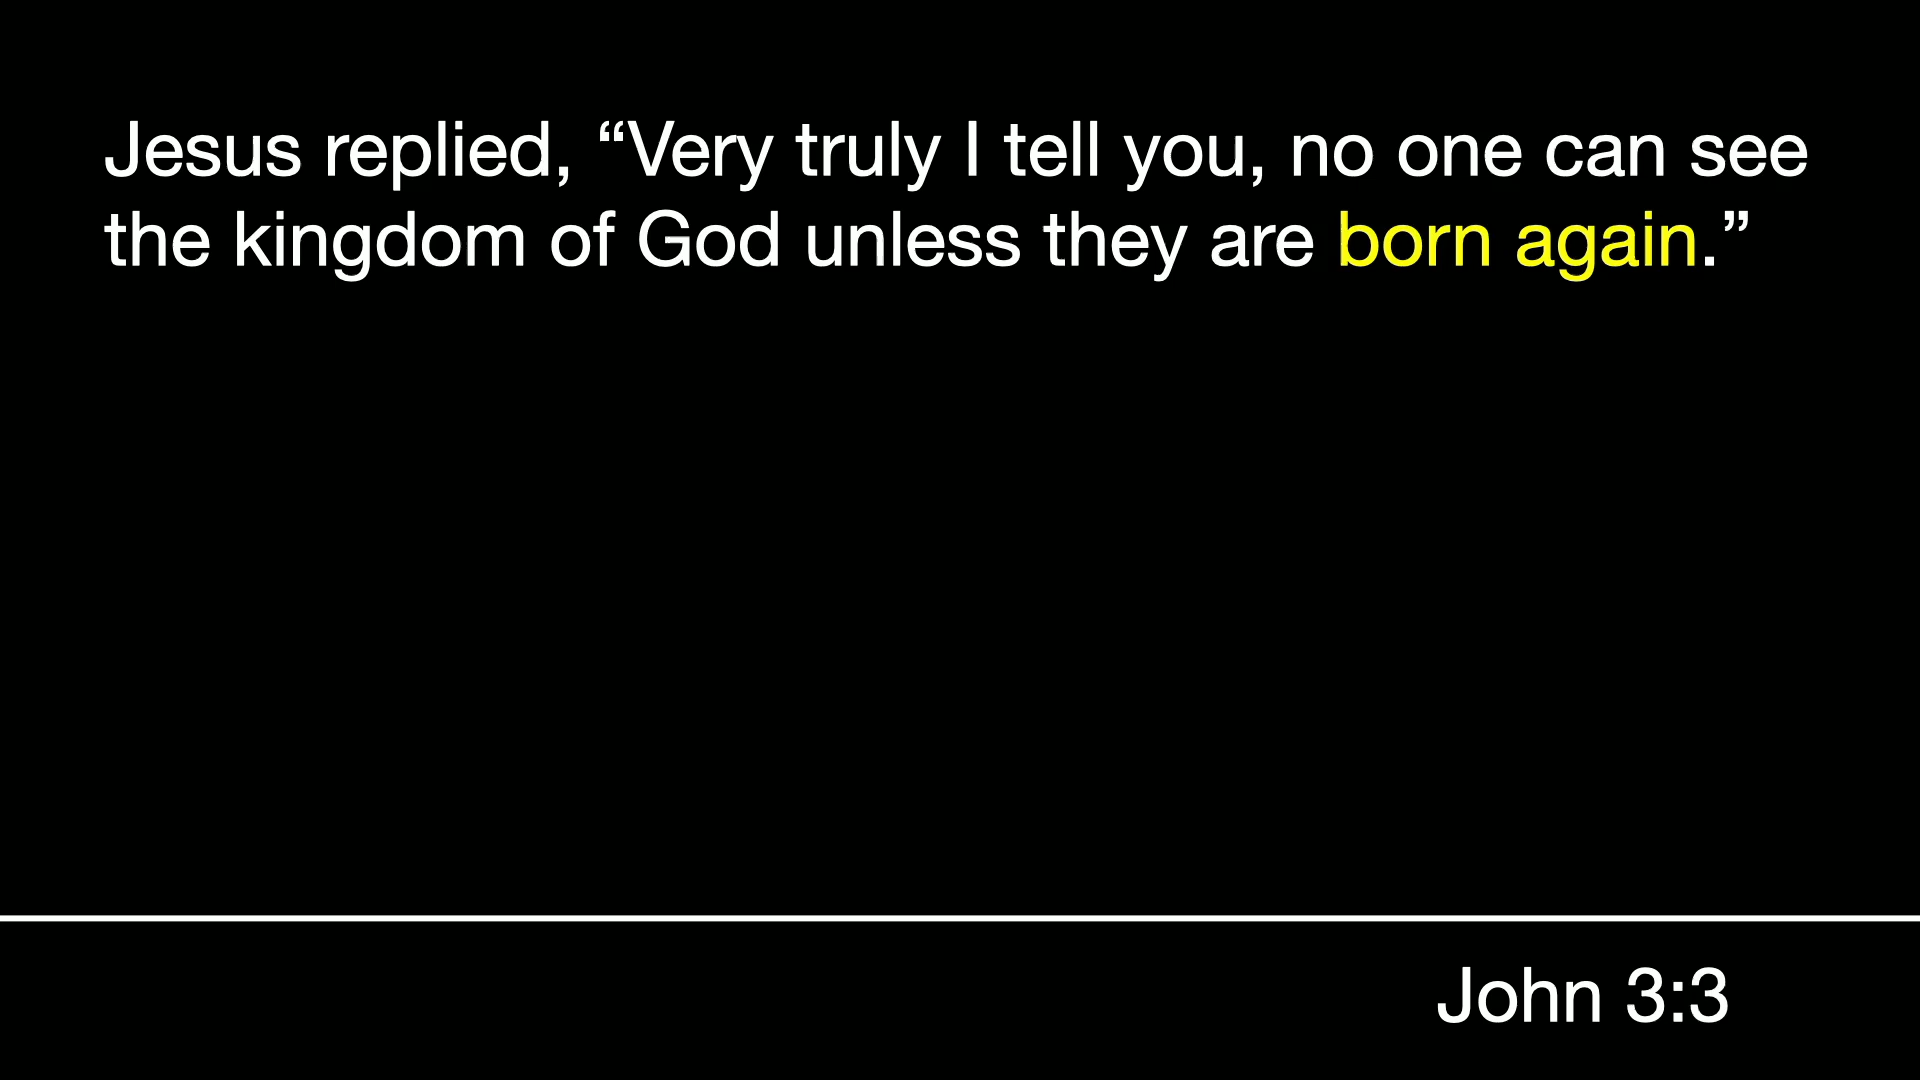 Jesus replied, “Very truly I tell you, no one can see
the kingdom of God unless they are born again.”
John 3:3